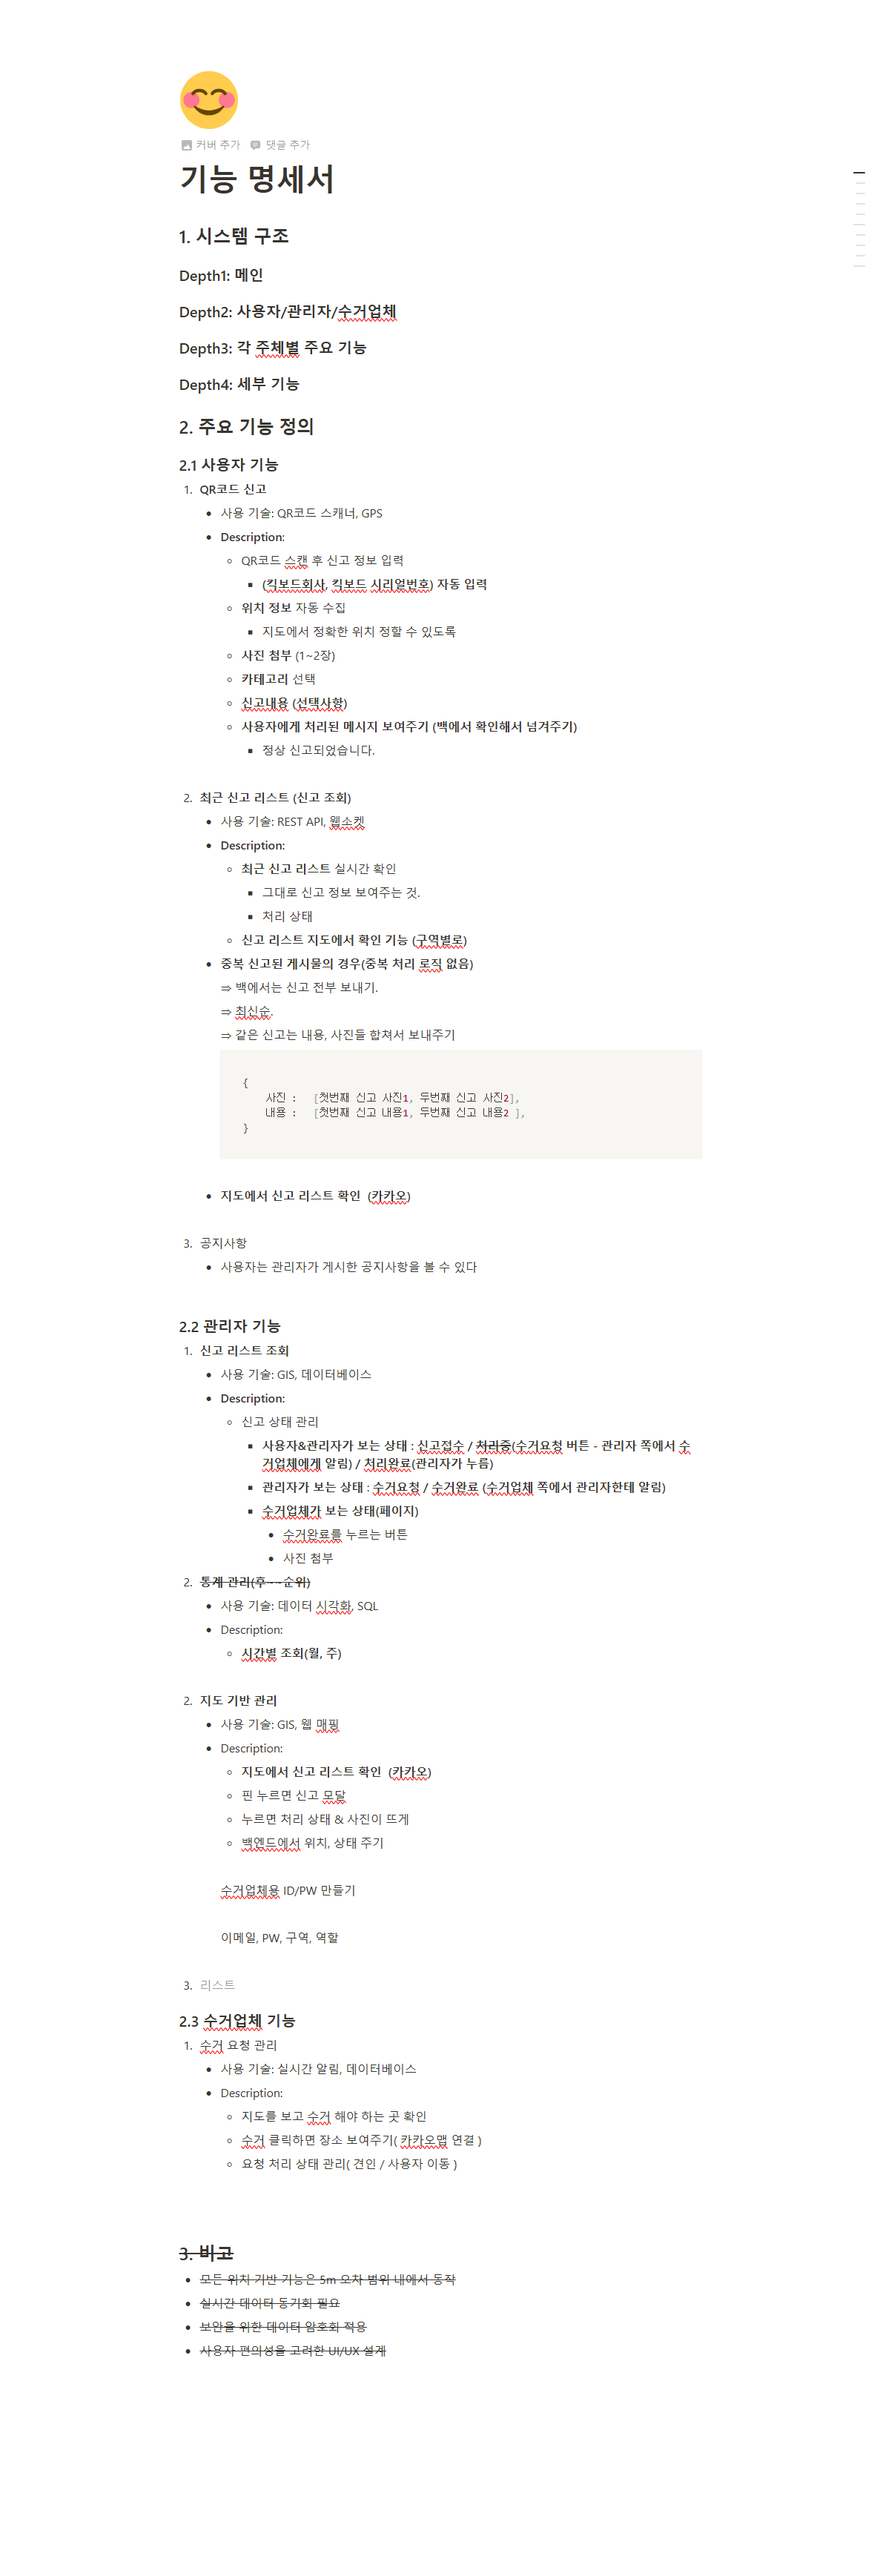 커버 추가 댓글 추가
기능 명세서
1. 시스템 구조
Depth1: 메인
Depth2: 사용자/관리자/수거업체
Depth3: 각 주체별 주요 기능
Depth4: 세부 기능
2. 주요 기능 정의
2.1 사용자 기능
1. QR코드 신고
• 사용 기술: QR코드 스캐너, GPS
• Description:
◦ QR코드 스캔 후 신고 정보 입력
▪ (킥보드회사, 킥보드 시리얼번호) 자동 입력
◦ 위치 정보 자동 수집
▪ 지도에서 정확한 위치 정할 수 있도록
◦ 사진 첨부 (1~2장)
◦ 카테고리 선택
◦ 신고내용 (선택사항)
◦ 사용자에게 처리된 메시지 보여주기 (백에서 확인해서 넘겨주기)
▪ 정상 신고되었습니다.
2. 최근 신고 리스트 (신고 조회)
• 사용 기술: REST API, 웹소켓
• Description:
◦ 최근 신고 리스트 실시간 확인
▪ 그대로 신고 정보 보여주는 것.
▪ 처리 상태
◦ 신고 리스트 지도에서 확인 기능 (구역별로)
• 중복 신고된 게시물의 경우(중복 처리 로직 없음)
⇒ 백에서는 신고 전부 보내기.
⇒ 최신순.
⇒ 같은 신고는 내용, 사진들 합쳐서 보내주기
{
사진 : [첫번째 신고 사진1, 두번째 신고 사진2],
내용 : [첫번째 신고 내용1, 두번째 신고 내용2 ],
}
• 지도에서 신고 리스트 확인 (카카오)
3. 공지사항
• 사용자는 관리자가 게시한 공지사항을 볼 수 있다
2.2 관리자 기능
1. 신고 리스트 조회
• 사용 기술: GIS, 데이터베이스
• Description:
◦ 신고 상태 관리
▪ 사용자&관리자가 보는 상태 : 신고접수 / 처리중(수거요청 버튼 - 관리자 쪽에서 수
거업체에게 알림) / 처리완료(관리자가 누름)
▪ 관리자가 보는 상태 : 수거요청 / 수거완료 (수거업체 쪽에서 관리자한테 알림)
▪ 수거업체가 보는 상태(페이지)
• 수거완료를 누르는 버튼
• 사진 첨부
2. 통계 관리(후~~순위)
• 사용 기술: 데이터 시각화, SQL
• Description:
◦ 시간별 조회(월, 주)
2. 지도 기반 관리
• 사용 기술: GIS, 웹 매핑
• Description:
◦ 지도에서 신고 리스트 확인 (카카오)
◦ 핀 누르면 신고 모달
◦ 누르면 처리 상태 & 사진이 뜨게
◦ 백엔드에서 위치, 상태 주기
수거업체용 ID/PW 만들기
이메일, PW, 구역, 역할
3. 리스트
2.3 수거업체 기능
1. 수거 요청 관리
• 사용 기술: 실시간 알림, 데이터베이스
• Description:
◦ 지도를 보고 수거 해야 하는 곳 확인
◦ 수거 클릭하면 장소 보여주기( 카카오맵 연결 )
◦ 요청 처리 상태 관리( 견인 / 사용자 이동 )
3. 비고
• 모든 위치 기반 기능은 5m 오차 범위 내에서 동작
• 실시간 데이터 동기화 필요
• 보안을 위한 데이터 암호화 적용
• 사용자 편의성을 고려한 UI/UX 설계